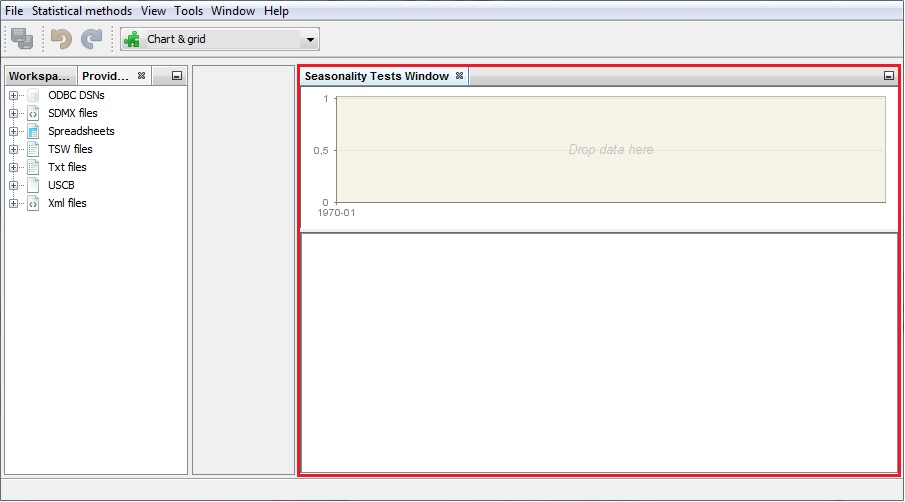 File Statistical methods View Tools Window Help
Chart & grid
Workspa... Provid...
ODBC DSNs
SDMX files
Spreadsheets
TSW files
Txt files
USCB
Xml files
Seasonality Tests Window
1
0,5
0
1970-01
Drop data here